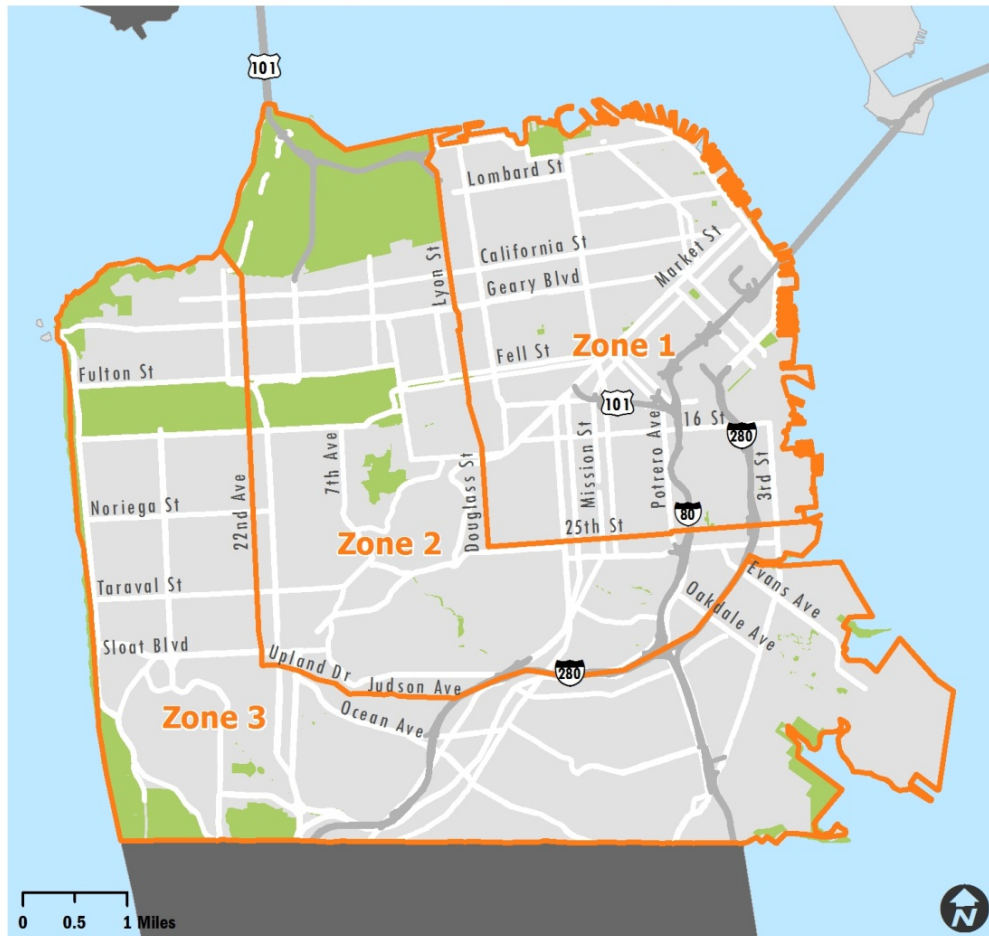 101
Lombard St
California St
Market St
Lyon St
Geary Blvd
Fell St
Zone 1
Fulton St
101
16 St
280
7th Ave
Mission St
Potrero Ave
3rd St
Noriega St
22nd Ave
Douglass St
80
25th St
Zone 2
Taraval St
Evans Ave
Oakdale Ave
Sloat Blvd
Upland Dr
Judson Ave
280
Ocean Ave
Zone 3
0 0.5 1 Miles
N